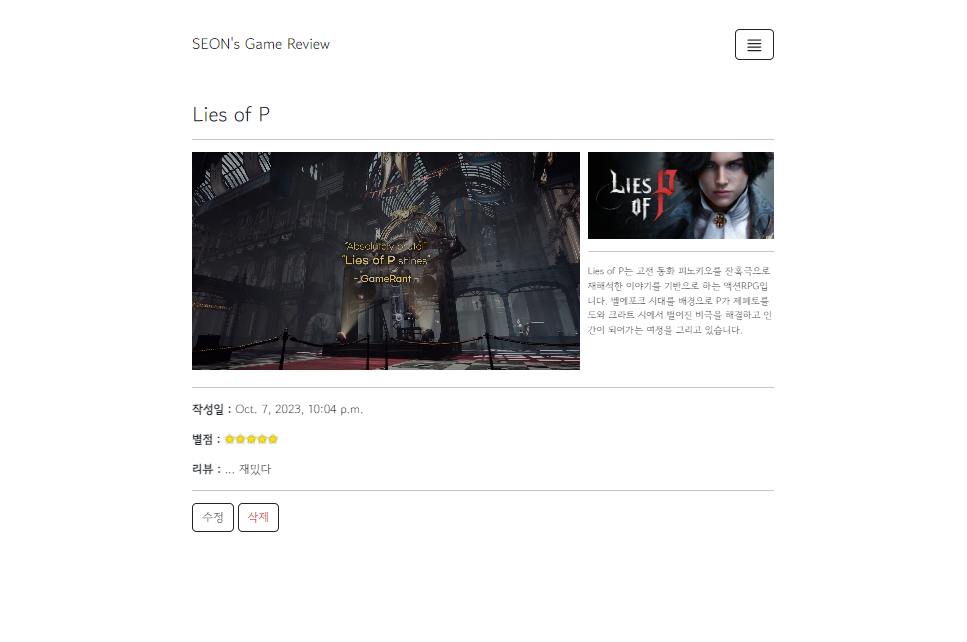 SEON's Game Review
Lies of P
"Absolutely brutal"
"Lies of P shines"
- GameRant -
LIES
OF P
Lies of P는 고전 동화 피노키오를 잔혹극으로
재해석한 이야기를 기반으로 하는 액션RPG입
니다. 벨에포크 시대를 배경으로 P가 제페토를
도와 크라트 시에서 벌어진 비극을 해결하고 인
간이 되어가는 여정을 그리고 있습니다.
작성일 : Oct. 7, 2023, 10:04 p.m.
별점 : ★★★★★
리뷰 : ... 재밌다
수정 삭제